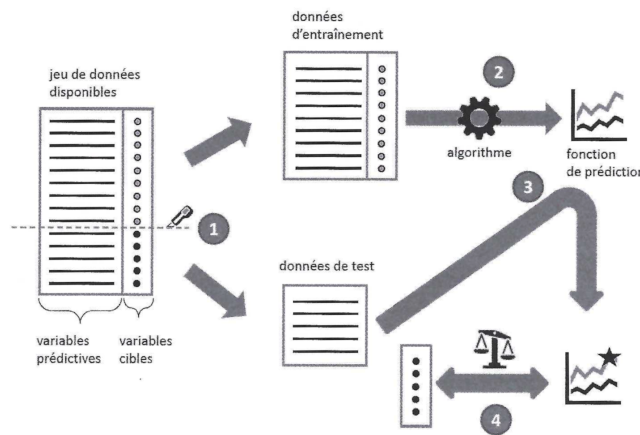 données
d'entraînement
jeu de données
disponibles
2
algorithme
fonction
de prédiction
1
3
données de test
variables
prédictives
variables
cibles
4